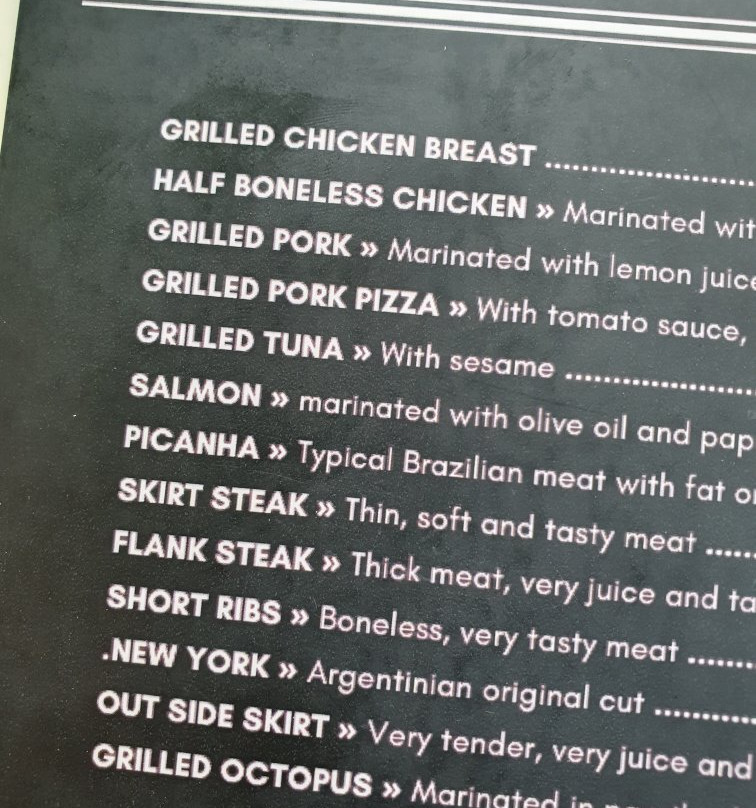 GRILLED CHICKEN BREAST ........................
HALF BONELESS CHICKEN » Marinated wit
GRILLED PORK » Marinated with lemon juice
GRILLED PORK PIZZA » With tomato sauce,
GRILLED TUNA » With sesame ......................
SALMON » marinated with olive oil and pap
PICANHA » Typical Brazilian meat with fat o
SKIRT STEAK » Thin, soft and tasty meat ......
FLANK STEAK » Thick meat, very juice and ta
SHORT RIBS » Boneless, very tasty meat ........
.NEW YORK » Argentinian original cut ............
OUT SIDE SKIRT » Very tender, very juice and
GRILLED OCTOPUS » Marinated in